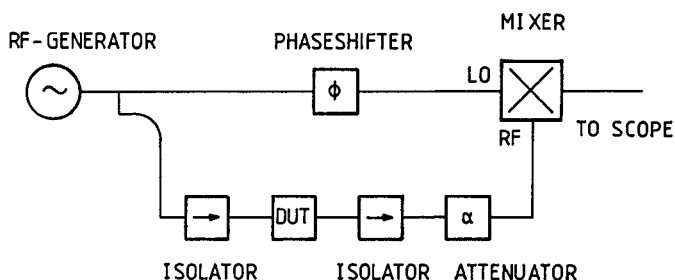 MIXER
RF-GENERATOR
PHASESHIFTER
LO
~
ϕ
RF
TO SCOPE
→
DUT
→
α
ISOLATOR
ISOLATOR
ATTENUATOR